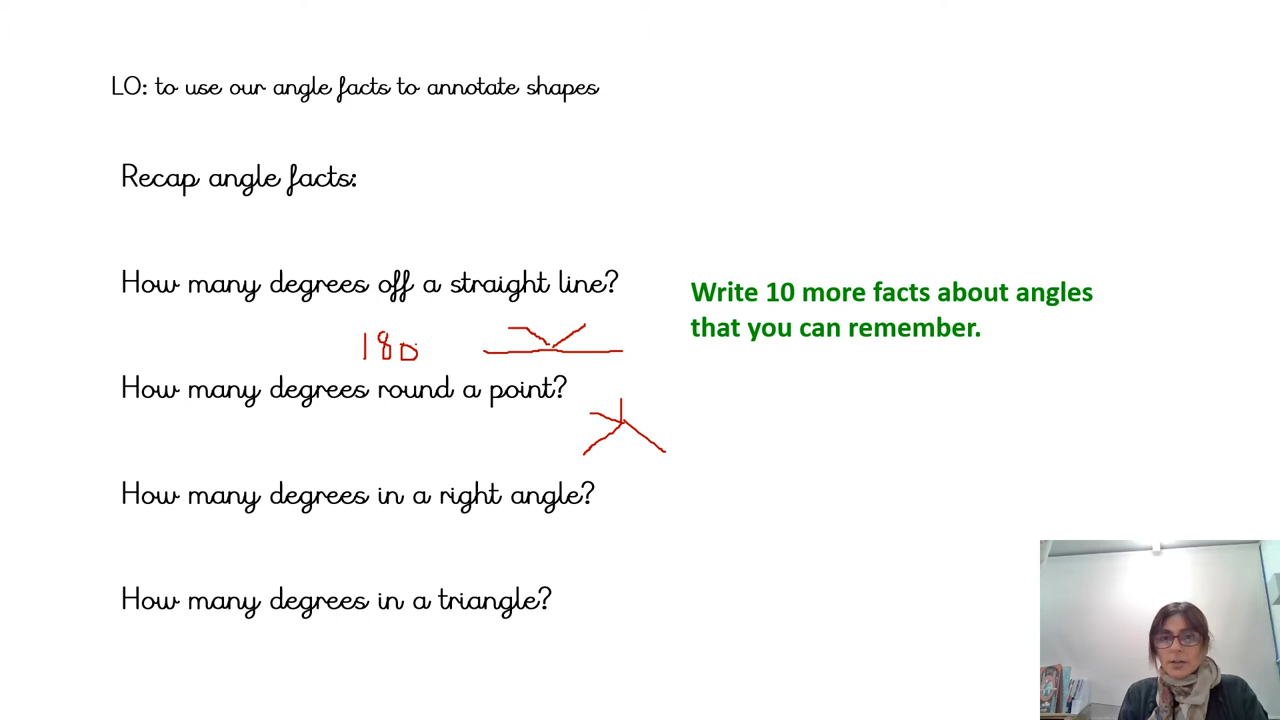 LO: to use our angle facts to annotate shapes
Recap angle facts:
How many degrees off a straight line?
180
How many degrees round a point?
How many degrees in a right angle?
How many degrees in a triangle?
Write 10 more facts about angles
that you can remember.